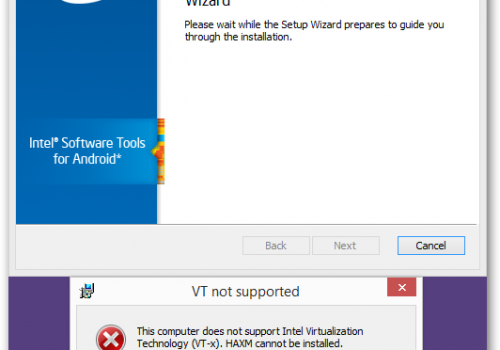 Wizard
Please wait while the Setup Wizard prepares to guide you
through the installation.
Intel® Software Tools
for Android*
Back
Next
Cancel
VT not supported
This computer does not support Intel Virtualization
Technology (VT-x). HAXM cannot be installed.